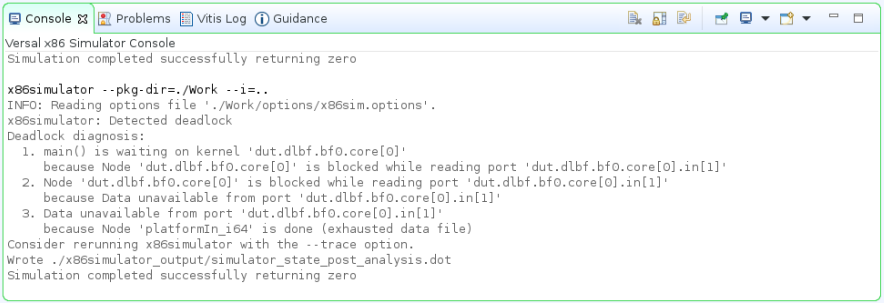 Console Problems Vitis Log Guidance
Versal x86 Simulator Console
Simulation completed successfully returning zero
x86simulator --pkg-dir=./Work --i=..
INFO: Reading options file './Work/options/x86sim.options'.
x86simulator: Detected deadlock
Deadlock diagnosis:
1. main() is waiting on kernel 'dut.dlbf.bf0.core[0]'
because Node 'dut.dlbf.bf0.core[0]' is blocked while reading port 'dut.dlbf.bf0.core[0].in[1]'
2. Node 'dut.dlbf.bf0.core[0]' is blocked while reading port 'dut.dlbf.bf0.core[0].in[1]'
because Data unavailable from port 'dut.dlbf.bf0.core[0].in[1]'
3. Data unavailable from port 'dut.dlbf.bf0.core[0].in[1]'
because Node 'platformIn_i64' is done (exhausted data file)
Consider rerunning x86simulator with the --trace option.
Wrote ./x86simulator_output/simulator_state_post_analysis.dot
Simulation completed successfully returning zero